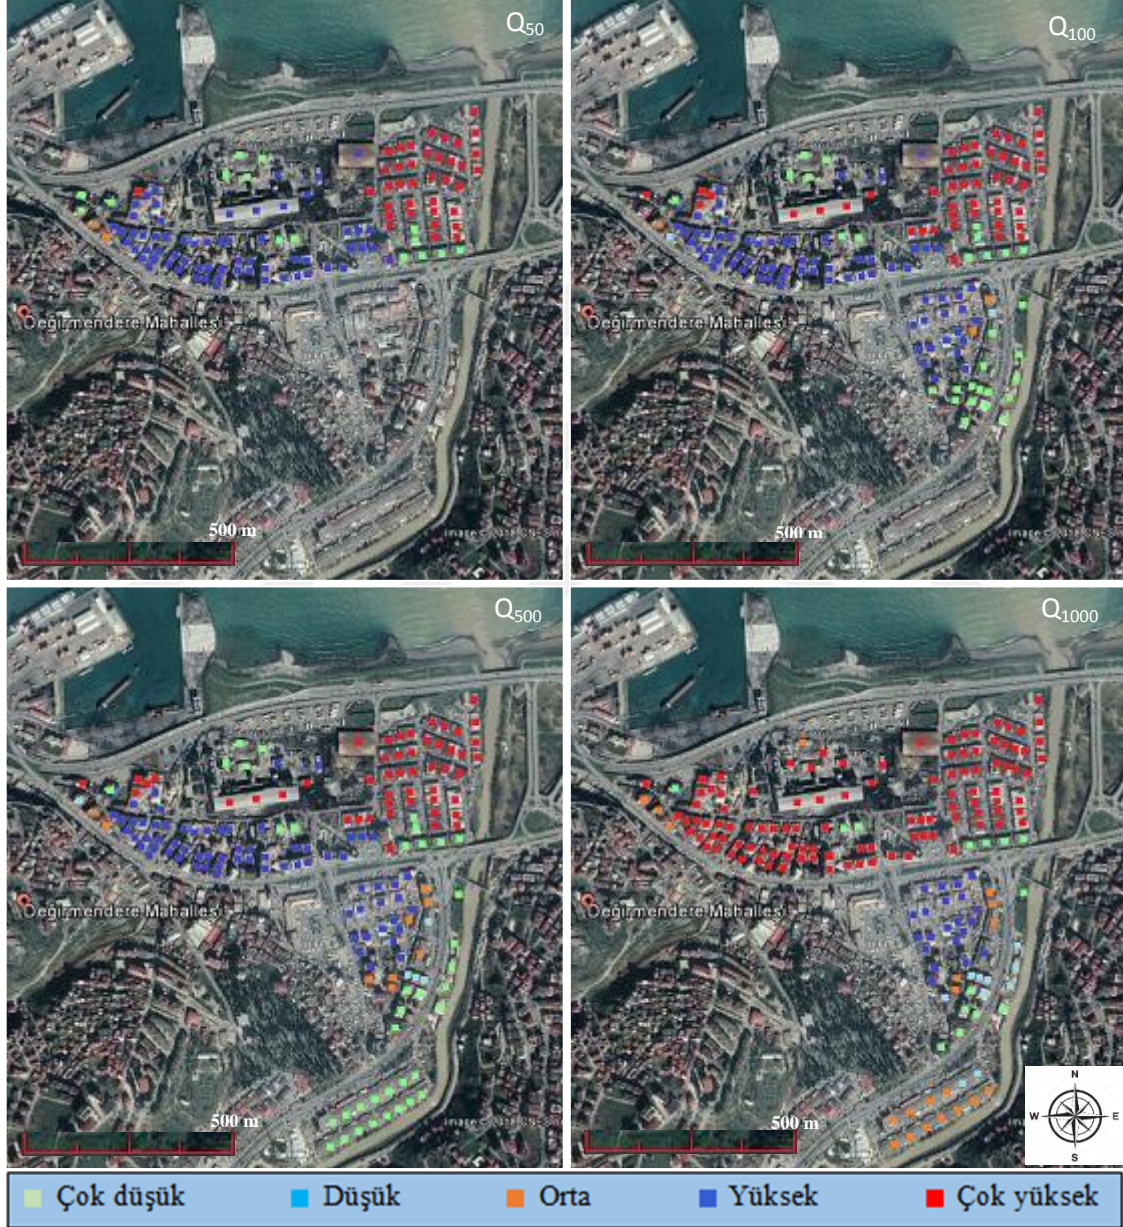 Q50
Q100
Değirmendere Mahallesi
Değirmendere Mahallesi
500 m
500 m
Q500
Q1000
Değirmendere Mahallesi
Değirmendere Mahallesi
N
W E
S
500 m
500 m
Çok düşük Düşük Orta Yüksek Çok yüksek